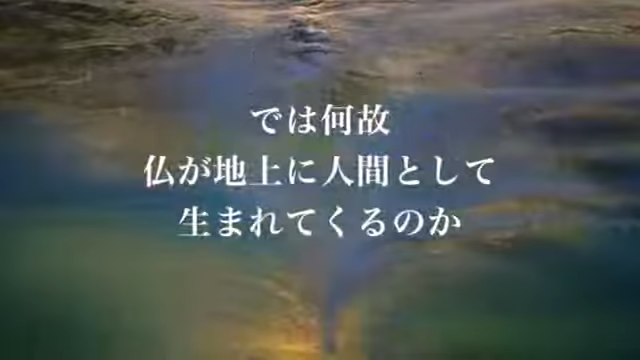 では何故
仏が地上に人間として
生まれてくるのか